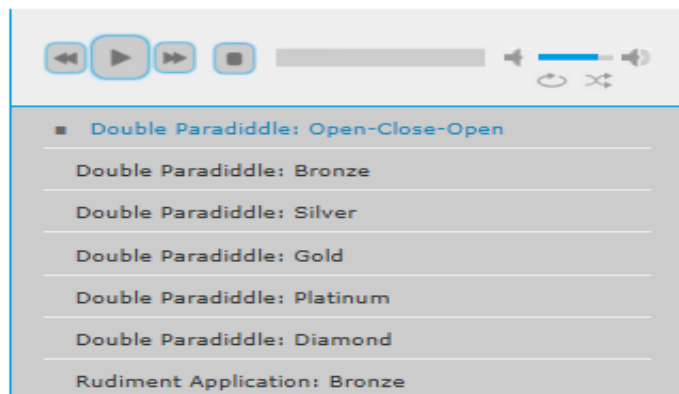 Double Paradiddle: Open-Close-Open
Double Paradiddle: Bronze
Double Paradiddle: Silver
Double Paradiddle: Gold
Double Paradiddle: Platinum
Double Paradiddle: Diamond
Rudiment Application: Bronze